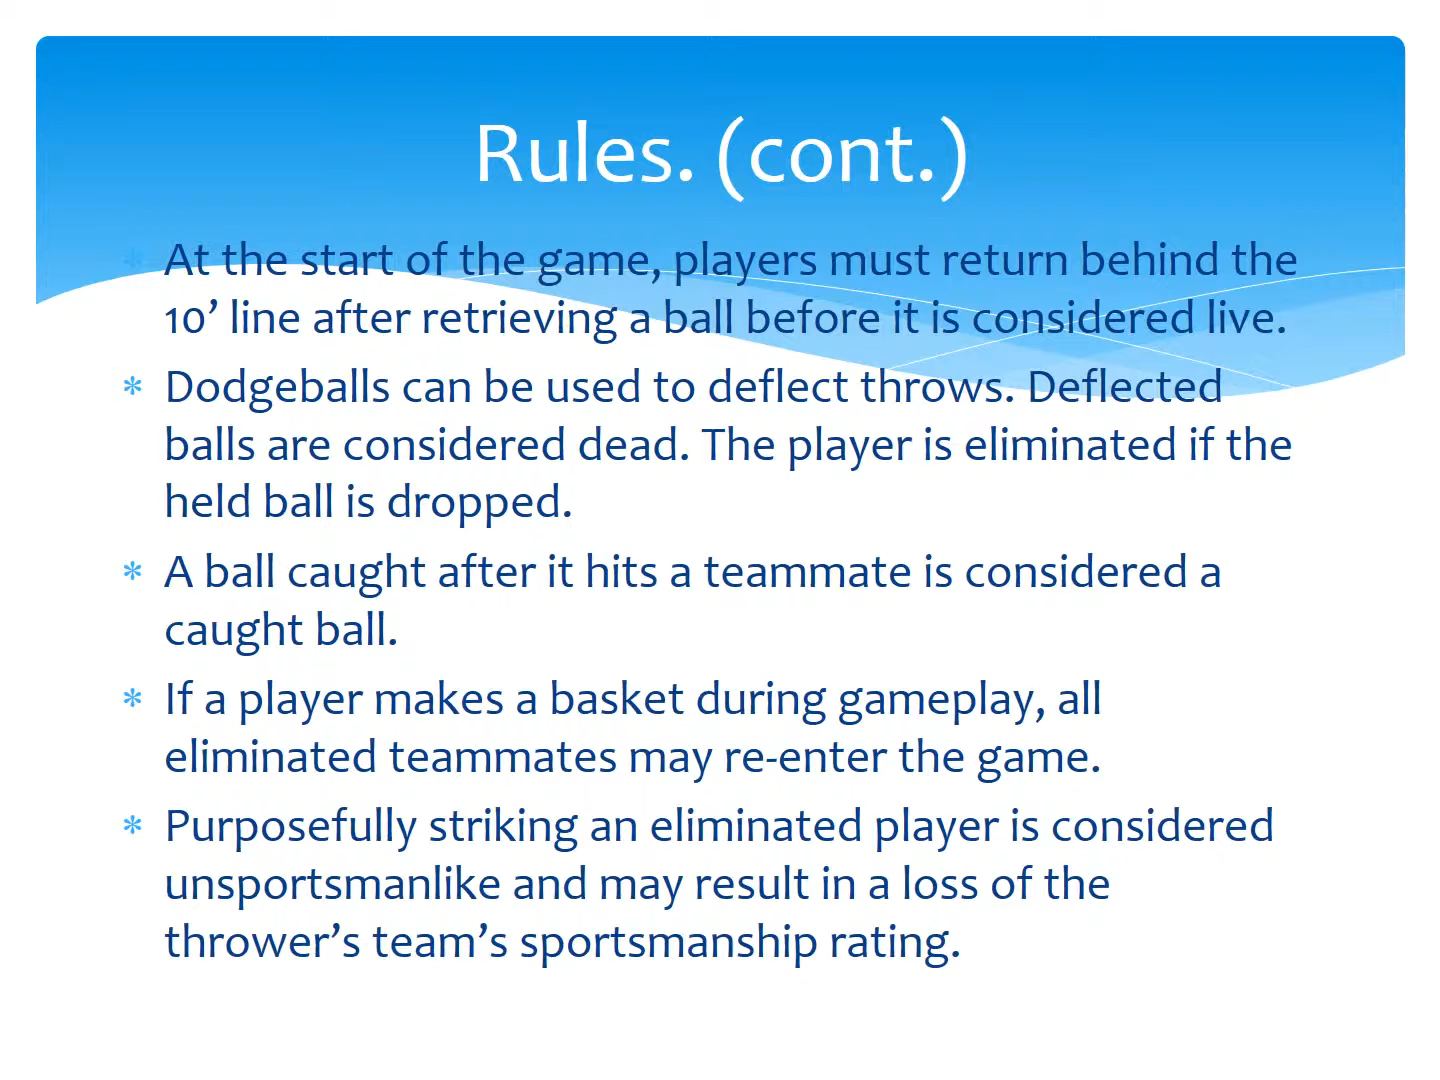 Rules. (cont.)
* At the start of the game, players must return behind the
10’ line after retrieving a ball before it is considered live.
* Dodgeballs can be used to deflect throws. Deflected
balls are considered dead. The player is eliminated if the
held ball is dropped.
* A ball caught after it hits a teammate is considered a
caught ball.
* If a player makes a basket during gameplay, all
eliminated teammates may re-enter the game.
* Purposefully striking an eliminated player is considered
unsportsmanlike and may result in a loss of the
thrower’s team’s sportsmanship rating.